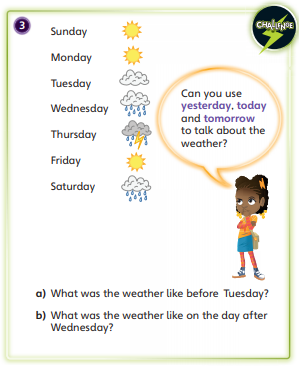 3
CHALLENGE
Sunday
Monday
Tuesday
Wednesday
Thursday
Friday
Saturday
Can you use
yesterday, today
and tomorrow
to talk about the
weather?
a) What was the weather like before Tuesday?
b) What was the weather like on the day after
Wednesday?